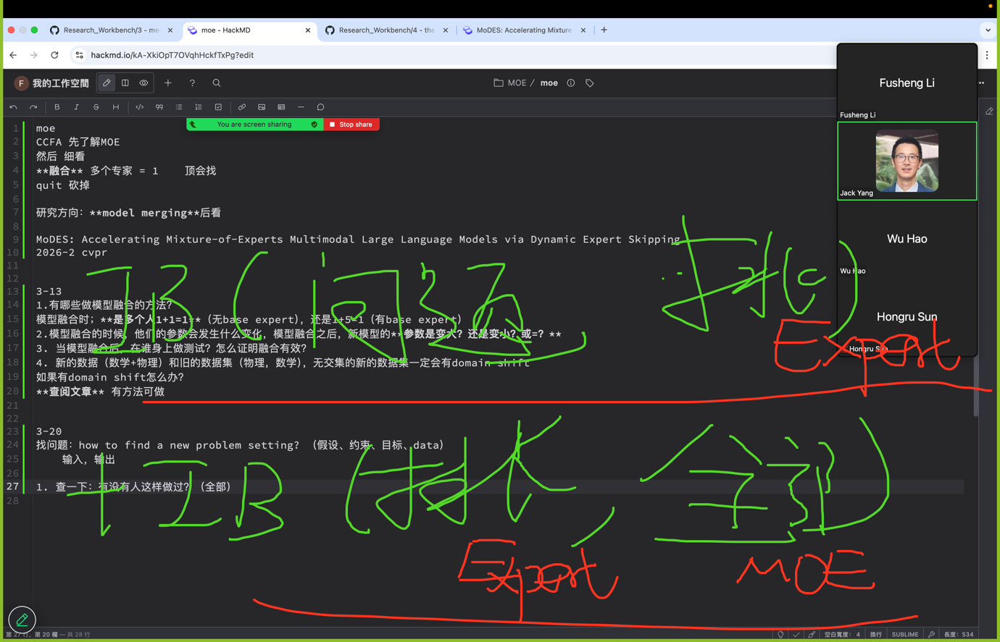 Research_Workbench/3 - me
moe - HackMD
Research_Workbench/4 - the
MoDES: Accelerating Mixture
hackmd.io/kA-XkiOpT7OVqhHckfTxPg?edit
F 我的工作空間
MOE / moe
You are screen sharing
Stop share
Fusheng Li
Fusheng Li
Jack Yang
Wu Hao
Wu Hao
Hongru Sun
Hongru Sun
1 moe
2 CCFA 先了解MOE
3 然后 细看
4 **融合** 多个专家 = 1 顶会找
5 quit 砍掉
6
7 研究方向：**model merging**后看
8
9 MoDES: Accelerating Mixture-of-Experts Multimodal Large Language Models via Dynamic Expert Skipping
10 2026-2 cvpr
11
12
13 3-13
14 1.有哪些做模型融合的方法？
15 模型融合时；**是多个人1+1=1**（无base expert），还是1+5=1（有base expert）
16 2.模型融合的时候，他们的参数会发生什么变化，模型融合之后，新模型的**参数是变大？还是变小？或=？**
17 3. 当模型融合后，在谁身上做测试？怎么证明融合有效？
18 4. 新的数据（数学+物理）和旧的数据集（物理，数学），无交集的新的数据集一定会有domain shift
19 如果有domain shift怎么办？
20 **查阅文章** 有方法可做
21
22
23 3-20
24 找问题：how to find a new problem setting? （假设、约束、目标、data）
25 输入，输出
26
27 1. 查一下：有没有人这样做过？（全部）
28
Expert
Expert
MOE
第 27 行，第 20 欄 — 共 28 行
空白寬度： 4
換行
SUBLIME
長度：534